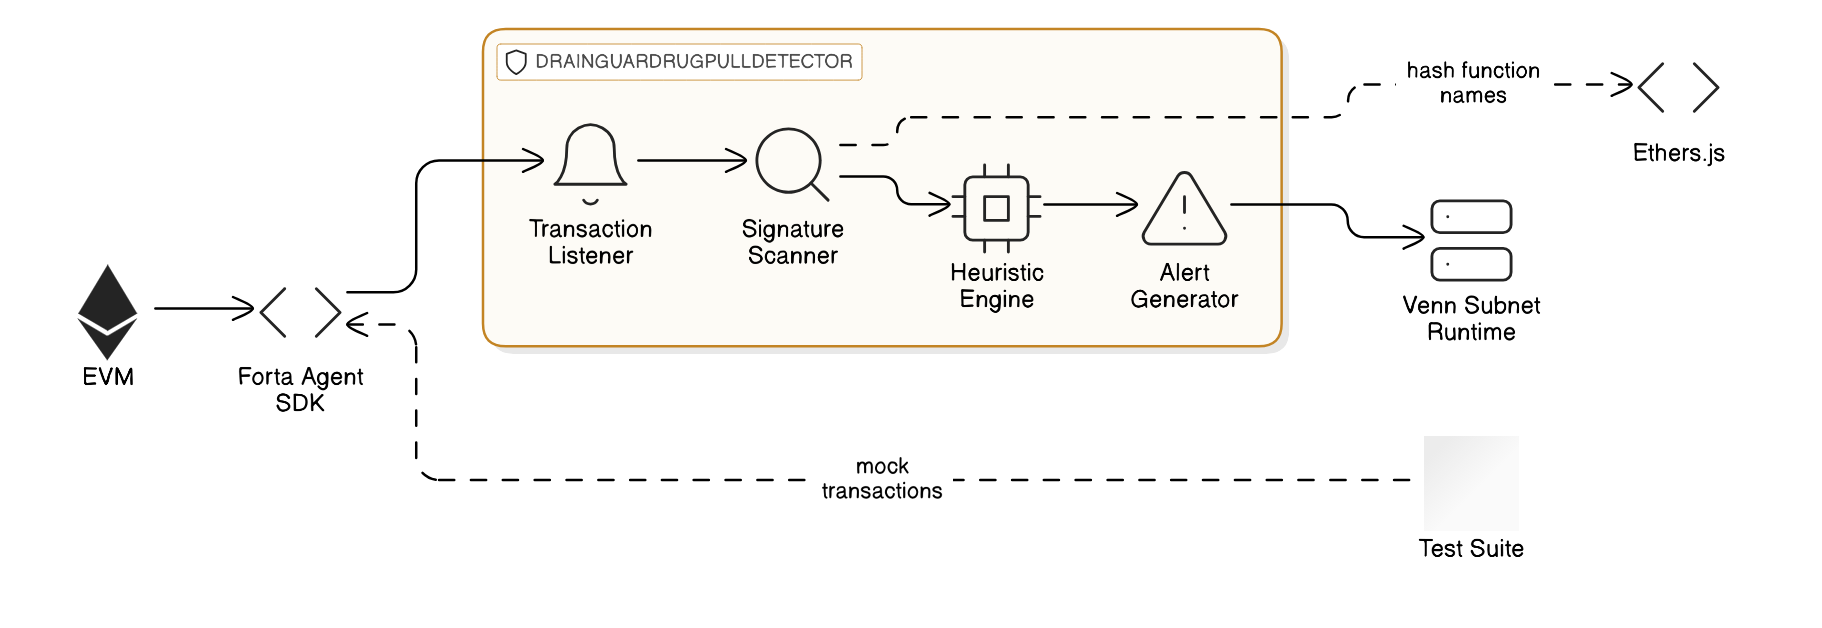 DRAINGUARDRUGPULLDETECTOR
hash function
names
Ethers.js
Transaction
Listener
Signature
Scanner
Heuristic
Engine
Alert
Generator
Venn Subnet
Runtime
EVM
Forta Agent
SDK
mock
transactions
Test Suite